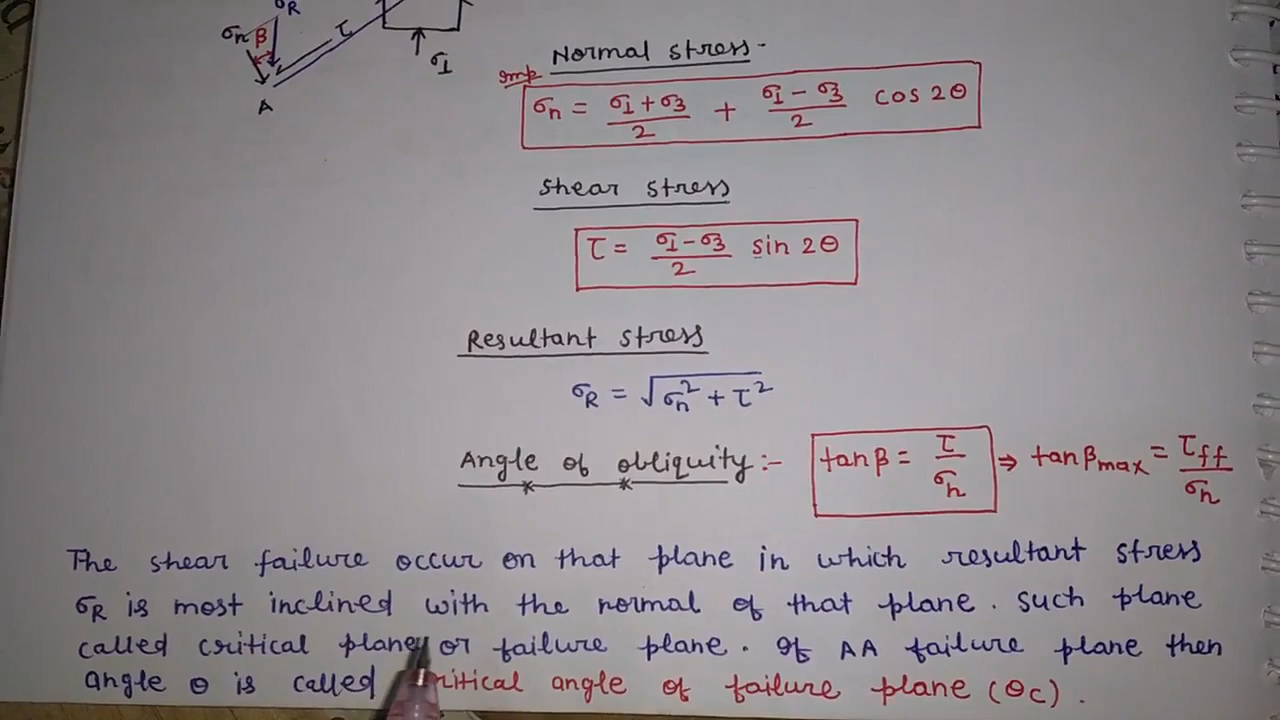 σR
σn β τ
σ1
A
Normal stress-
Imp
σn = (σ1 + σ3)/2 + (σ1 - σ3)/2 cos 2θ
Shear stress
τ = (σ1 - σ3)/2 sin 2θ
Resultant stress
σR = √(σn² + τ²)
Angle of obliquity :- tanβ = τ/σn ⇒ tanβmax = τff/σn
The shear failure occur on that plane in which resultant stress
σR is most inclined with the normal of that plane. Such plane
called critical plane or failure plane. If AA failure plane then
angle θ is called critical angle of failure plane (θc).